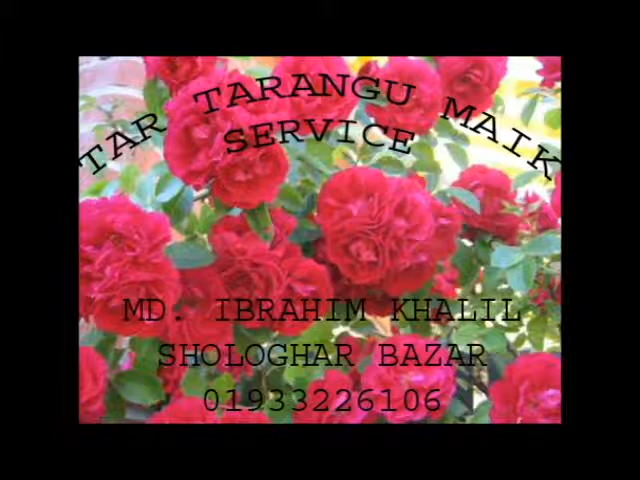 TAR TARANGU MAIK
SERVICE
MD. IBRAHIM KHALIL
SHOLOGHAR BAZAR
01933226106